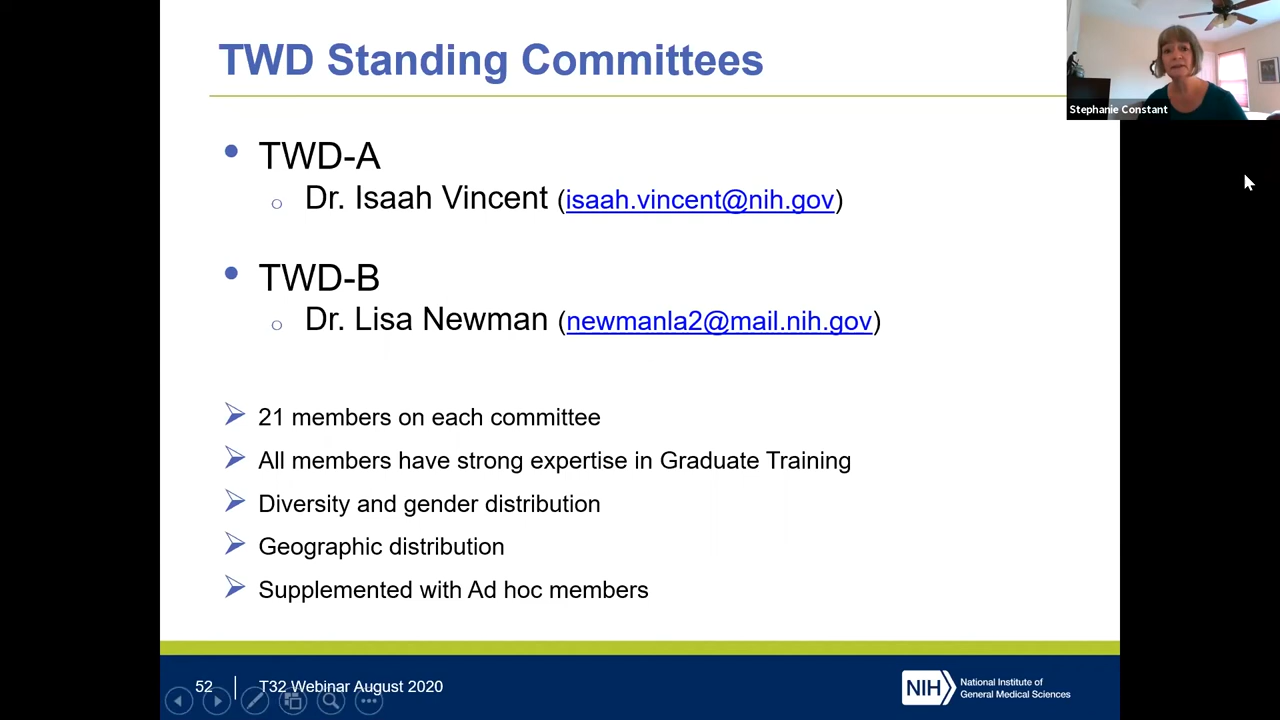 TWD Standing Committees
Stephanie Constant
TWD-A
Dr. Isaah Vincent (isaah.vincent@nih.gov)
TWD-B
Dr. Lisa Newman (newmanla2@mail.nih.gov)
21 members on each committee
All members have strong expertise in Graduate Training
Diversity and gender distribution
Geographic distribution
Supplemented with Ad hoc members
52
T32 Webinar August 2020
NIH
National Institute of
General Medical Sciences